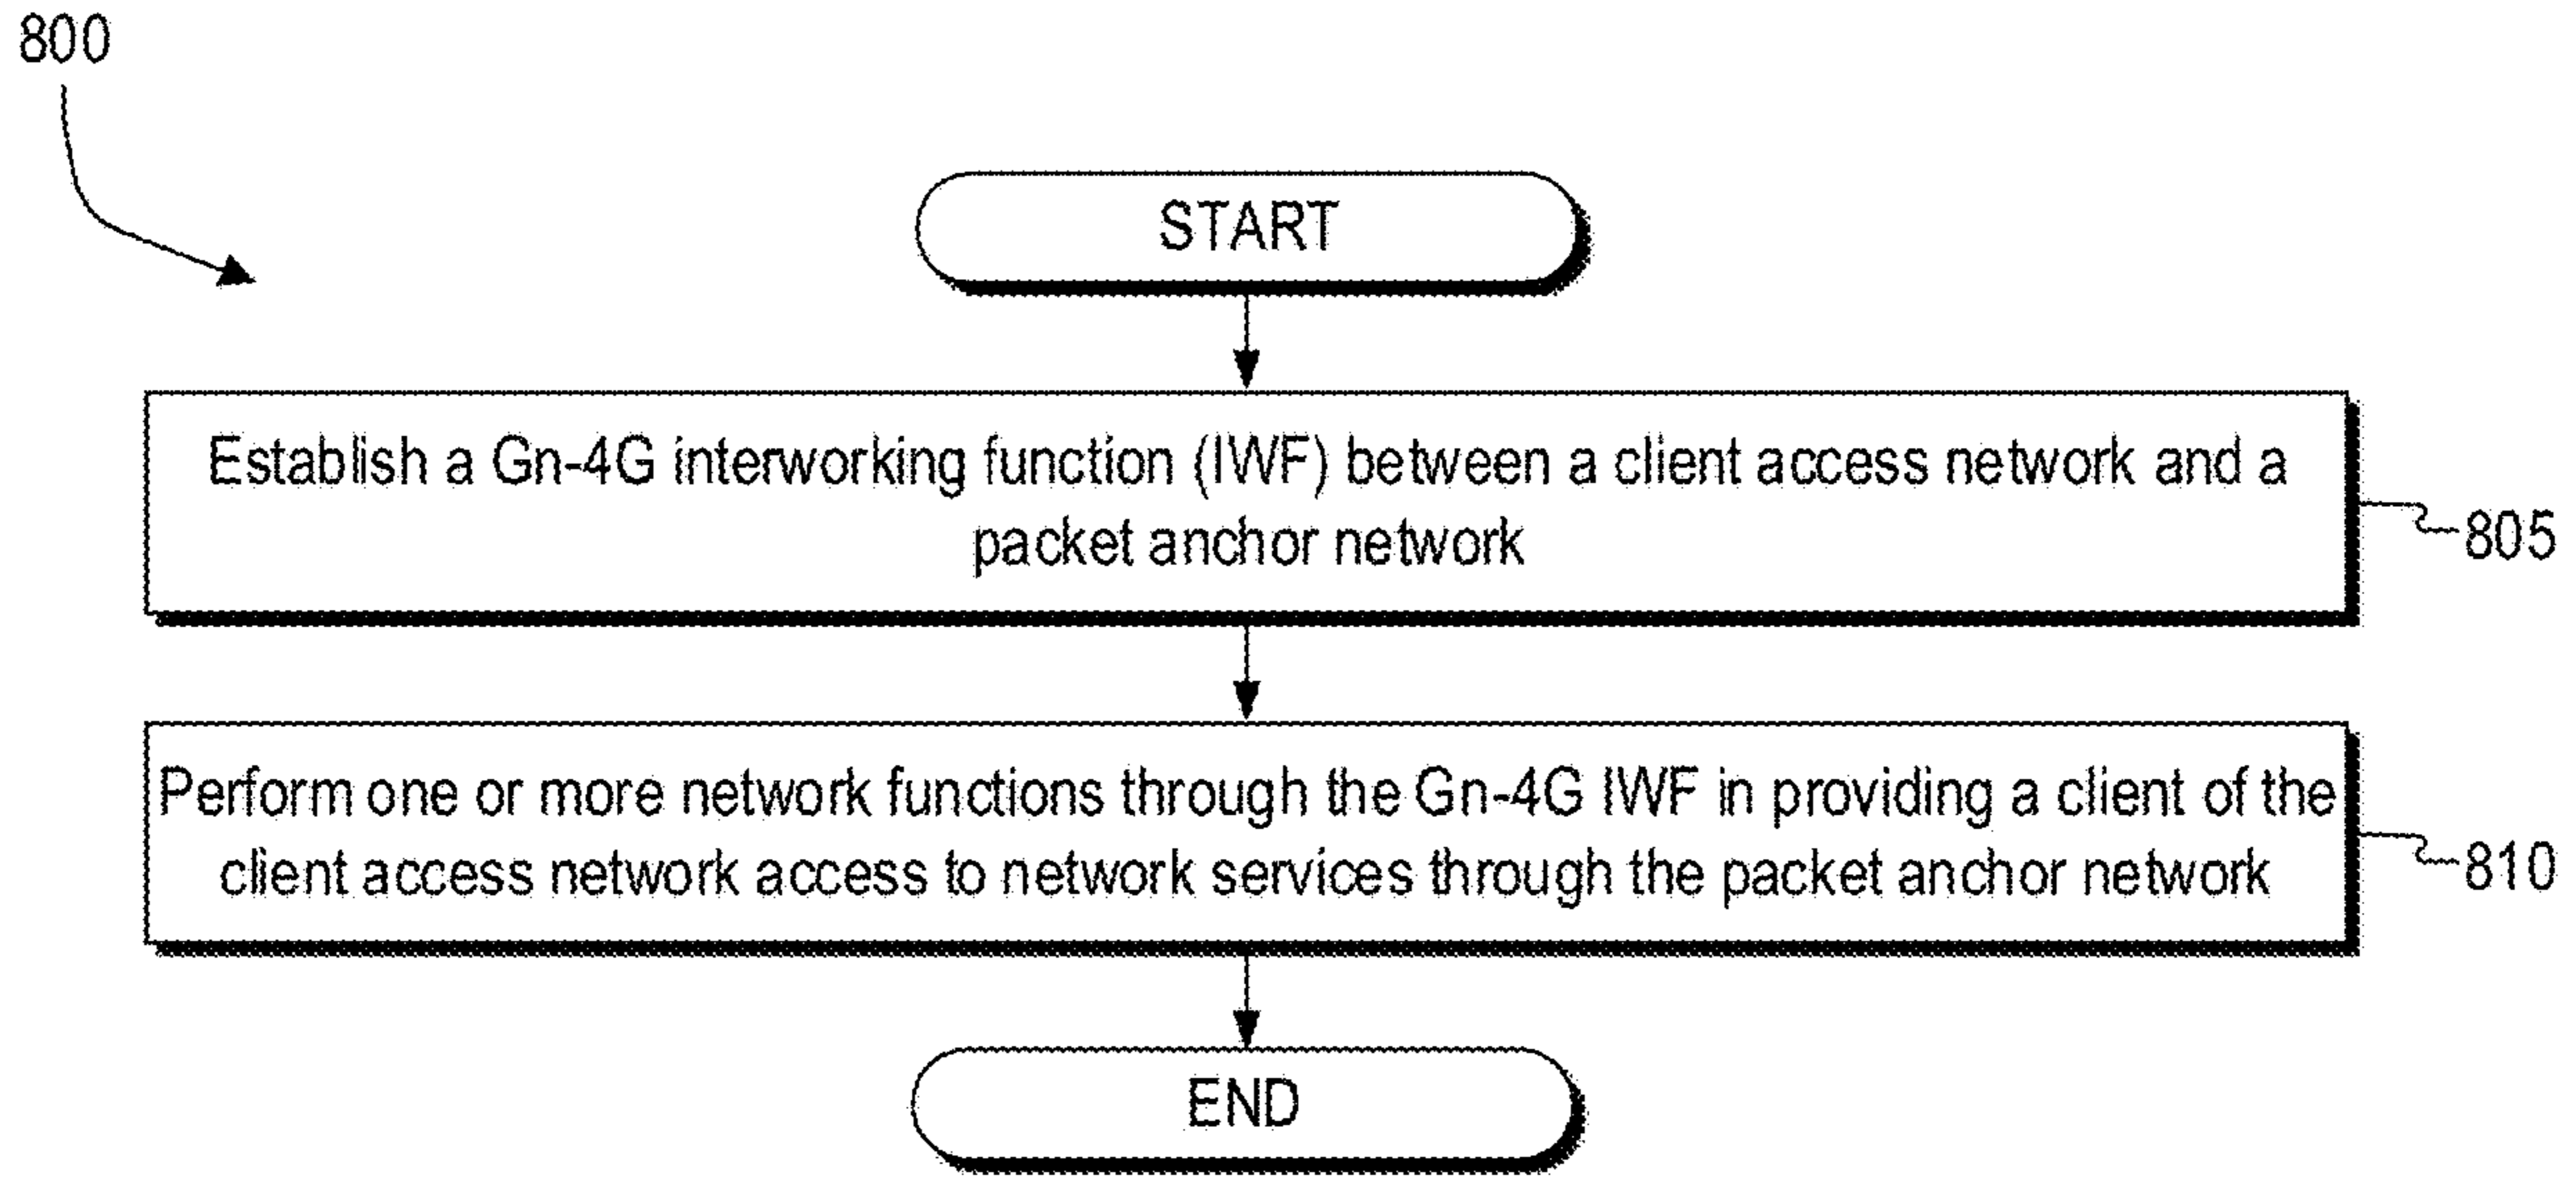 800
START
Establish a Gn-4G interworking function (IWF) between a client access network and a
packet anchor network
805
Perform one or more network functions through the Gn-4G IWF in providing a client of the
client access network access to network services through the packet anchor network
810
END